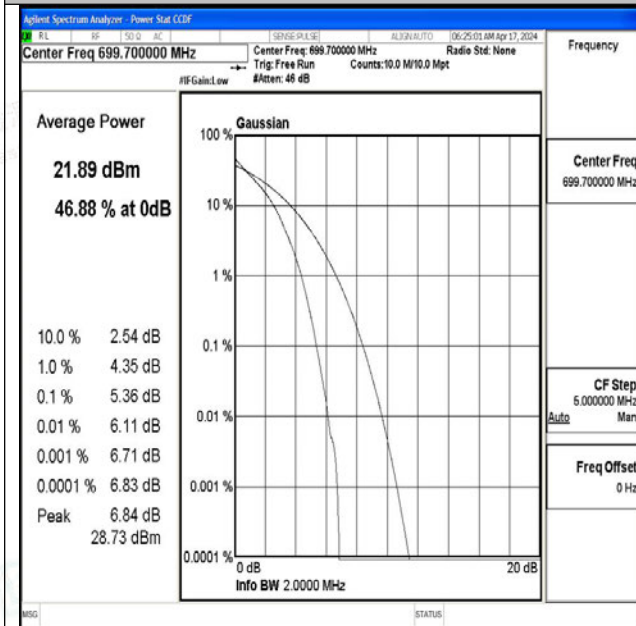 Agilent Spectrum Analyzer - Power Stat CCDF
RL RF 50 Ω AC SENSE:PULSE ALIGN AUTO 06:25:01 AM Apr 17, 2024
Center Freq 699.700000 MHz
Center Freq: 699.700000 MHz Radio Std: None
Trig: Free Run Counts:10.0 M/10.0 Mpt
#IFGain:Low #Atten: 46 dB
Frequency
Average Power
21.89 dBm
46.88 % at 0dB
10.0 % 2.54 dB
1.0 % 4.35 dB
0.1 % 5.36 dB
0.01 % 6.11 dB
0.001 % 6.71 dB
0.0001 % 6.83 dB
Peak 6.84 dB
28.73 dBm
Gaussian
100 %
10 %
1 %
0.1 %
0.01 %
0.001 %
0.0001 %
0 dB 20 dB
Info BW 2.0000 MHz
Center Freq
699.700000 MHz
CF Step
5.000000 MHz
Auto Man
Freq Offset
0 Hz
MSG STATUS